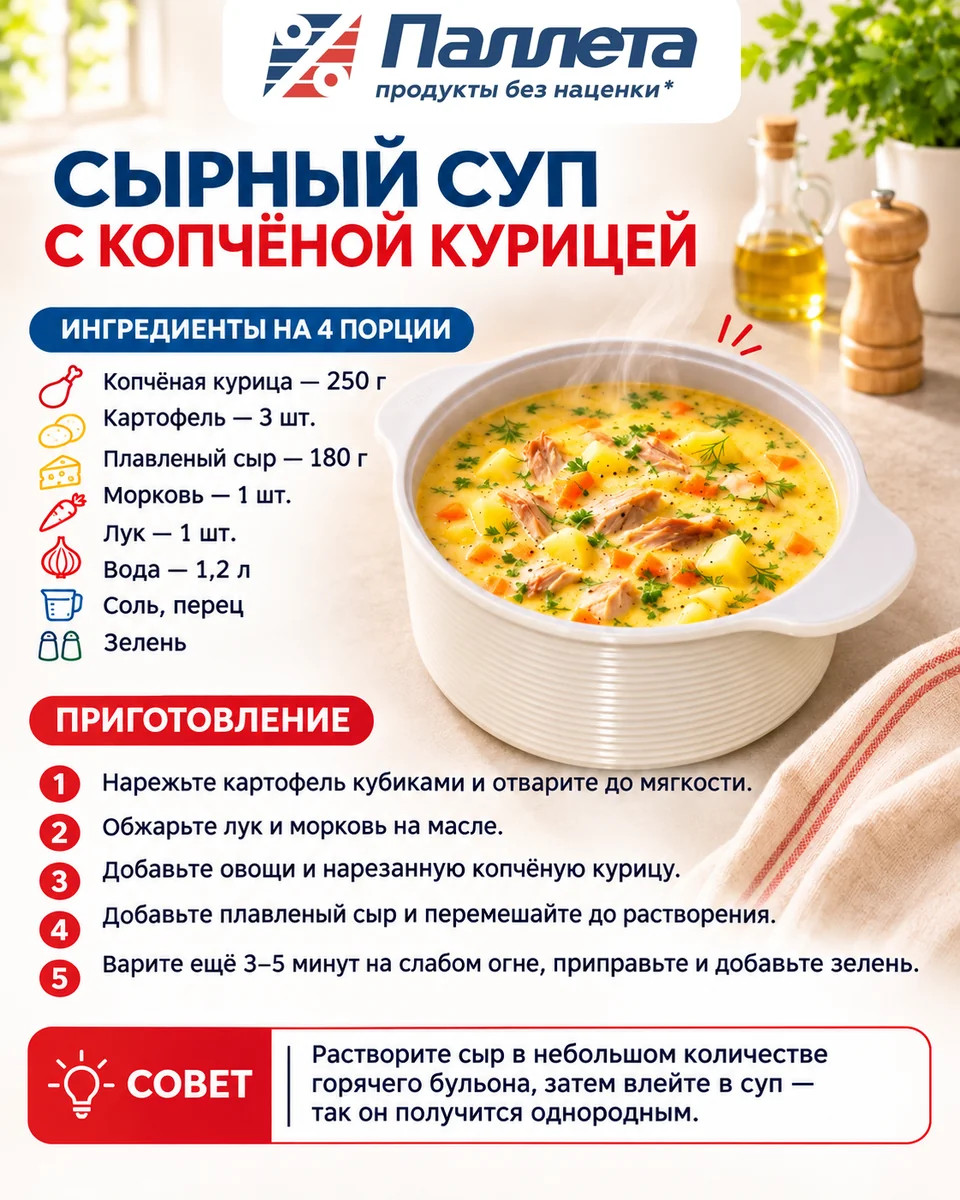 Паллета
продукты без наценки*
СЫРНЫЙ СУП
С КОПЧЁНОЙ КУРИЦЕЙ
ИНГРЕДИЕНТЫ НА 4 ПОРЦИИ
Копчёная курица — 250 г
Картофель — 3 шт.
Плавленый сыр — 180 г
Морковь — 1 шт.
Лук — 1 шт.
Вода — 1,2 л
Соль, перец
Зелень
ПРИГОТОВЛЕНИЕ
1 Нарежьте картофель кубиками и отварите до мягкости.
2 Обжарьте лук и морковь на масле.
3 Добавьте овощи и нарезанную копчёную курицу.
4 Добавьте плавленый сыр и перемешайте до растворения.
5 Варите ещё 3–5 минут на слабом огне, приправьте и добавьте зелень.
СОВЕТ
Растворите сыр в небольшом количестве
горячего бульона, затем влейте в суп —
так он получится однородным.